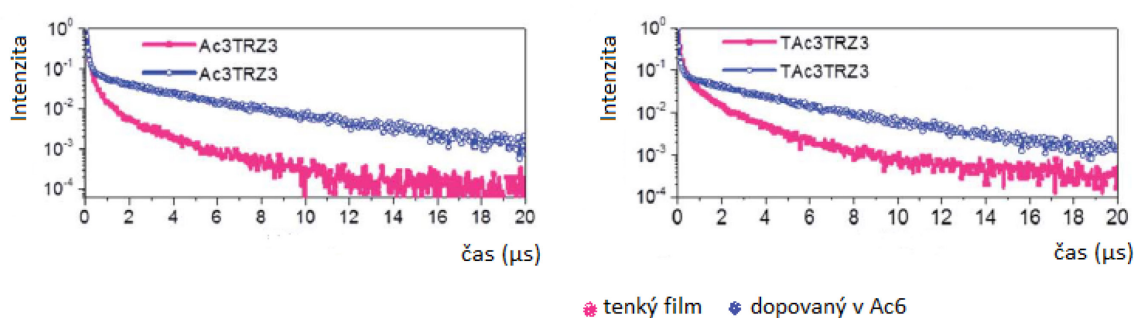 Intenzita
10⁰
10⁻¹
10⁻²
10⁻³
10⁻⁴
Ac3TRZ3
Ac3TRZ3
0 2 4 6 8 10 12 14 16 18 20
čas (µs)
Intenzita
10⁰
10⁻¹
10⁻²
10⁻³
10⁻⁴
TAc3TRZ3
TAc3TRZ3
0 2 4 6 8 10 12 14 16 18 20
čas (µs)
tenký film dopovaný v Ac6